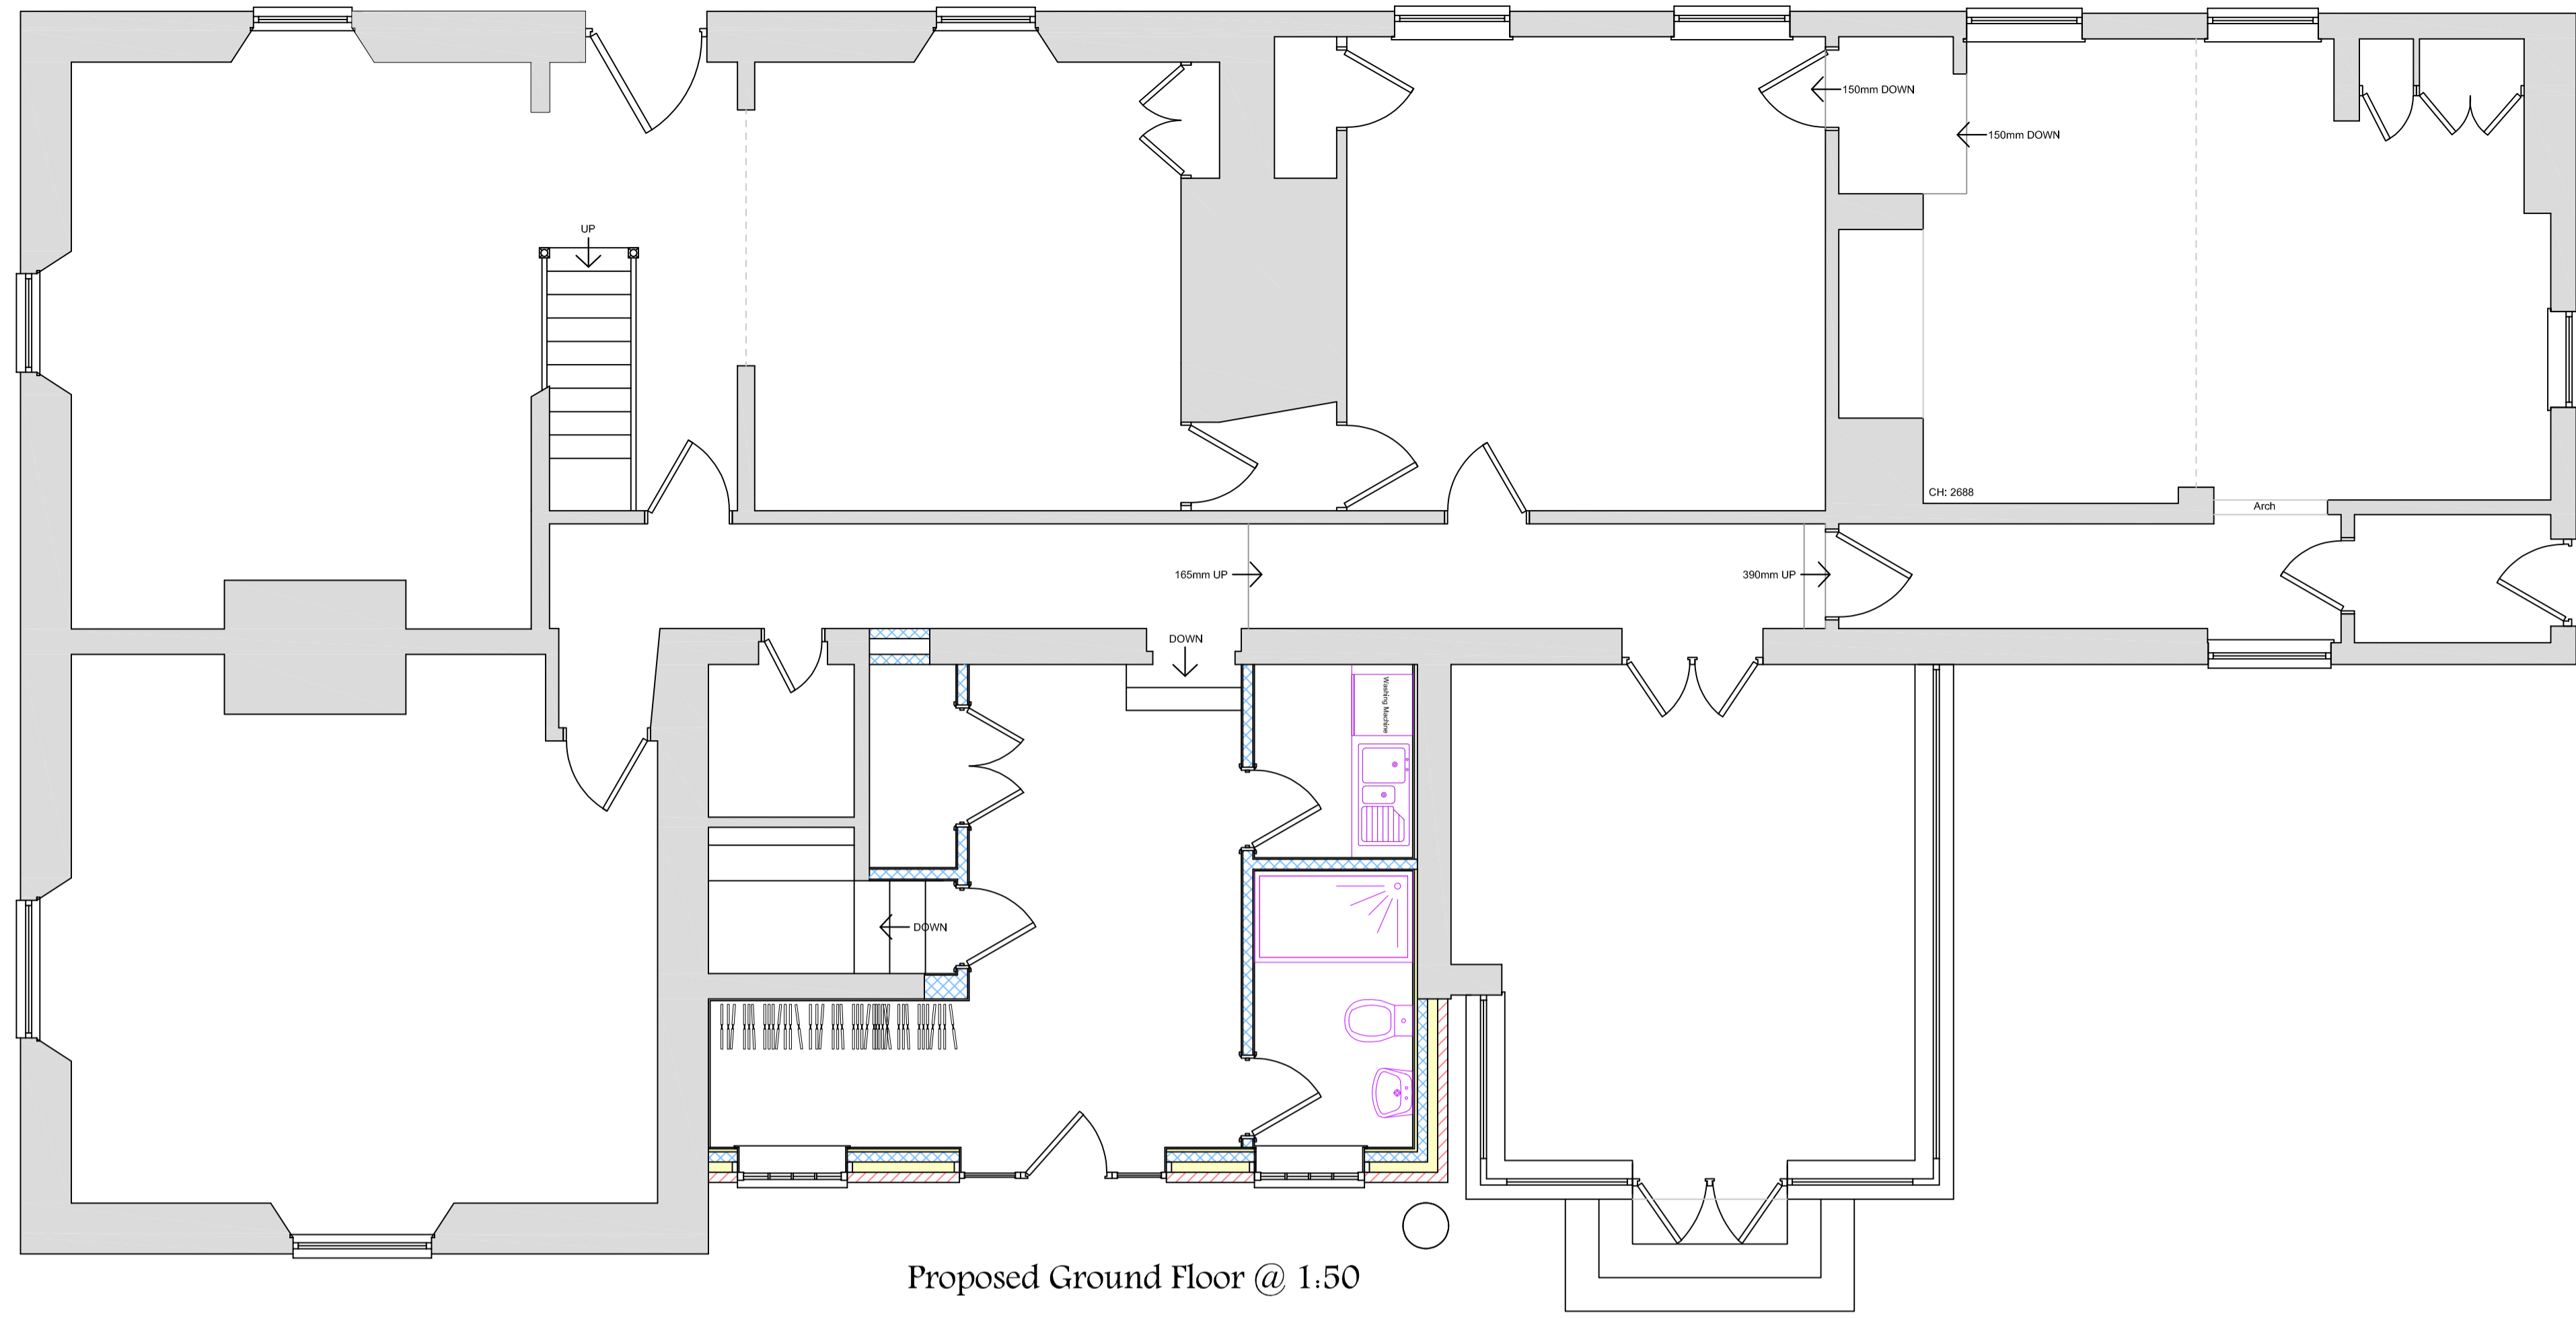 150mm DOWN
150mm DOWN
UP
CH: 2688
Arch
165mm UP
390mm UP
DOWN
Washing Machine
DOWN
Proposed Ground Floor @ 1:50